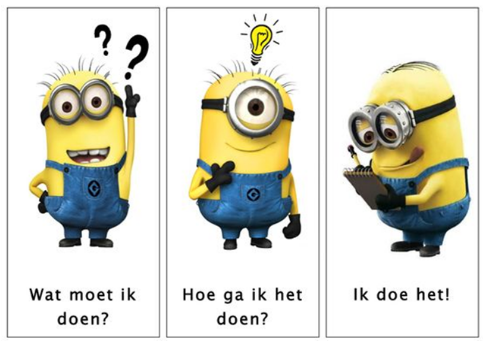 ? ?
Wat moet ik
doen?
Hoe ga ik het
doen?
Ik doe het!